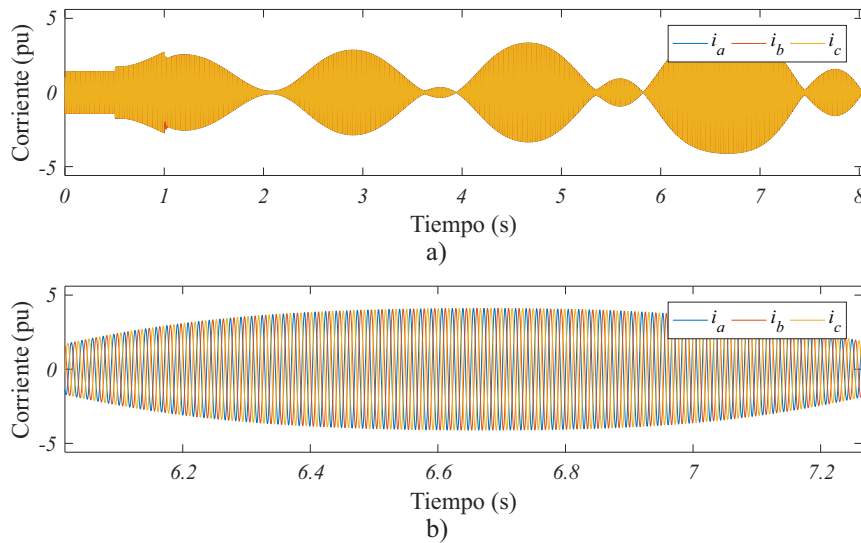 5
0
-5
Corriente (pu)
i_a i_b i_c
0 1 2 3 4 5 6 7 8
Tiempo (s)
a)
5
0
-5
Corriente (pu)
i_a i_b i_c
6.2 6.4 6.6 6.8 7 7.2
Tiempo (s)
b)